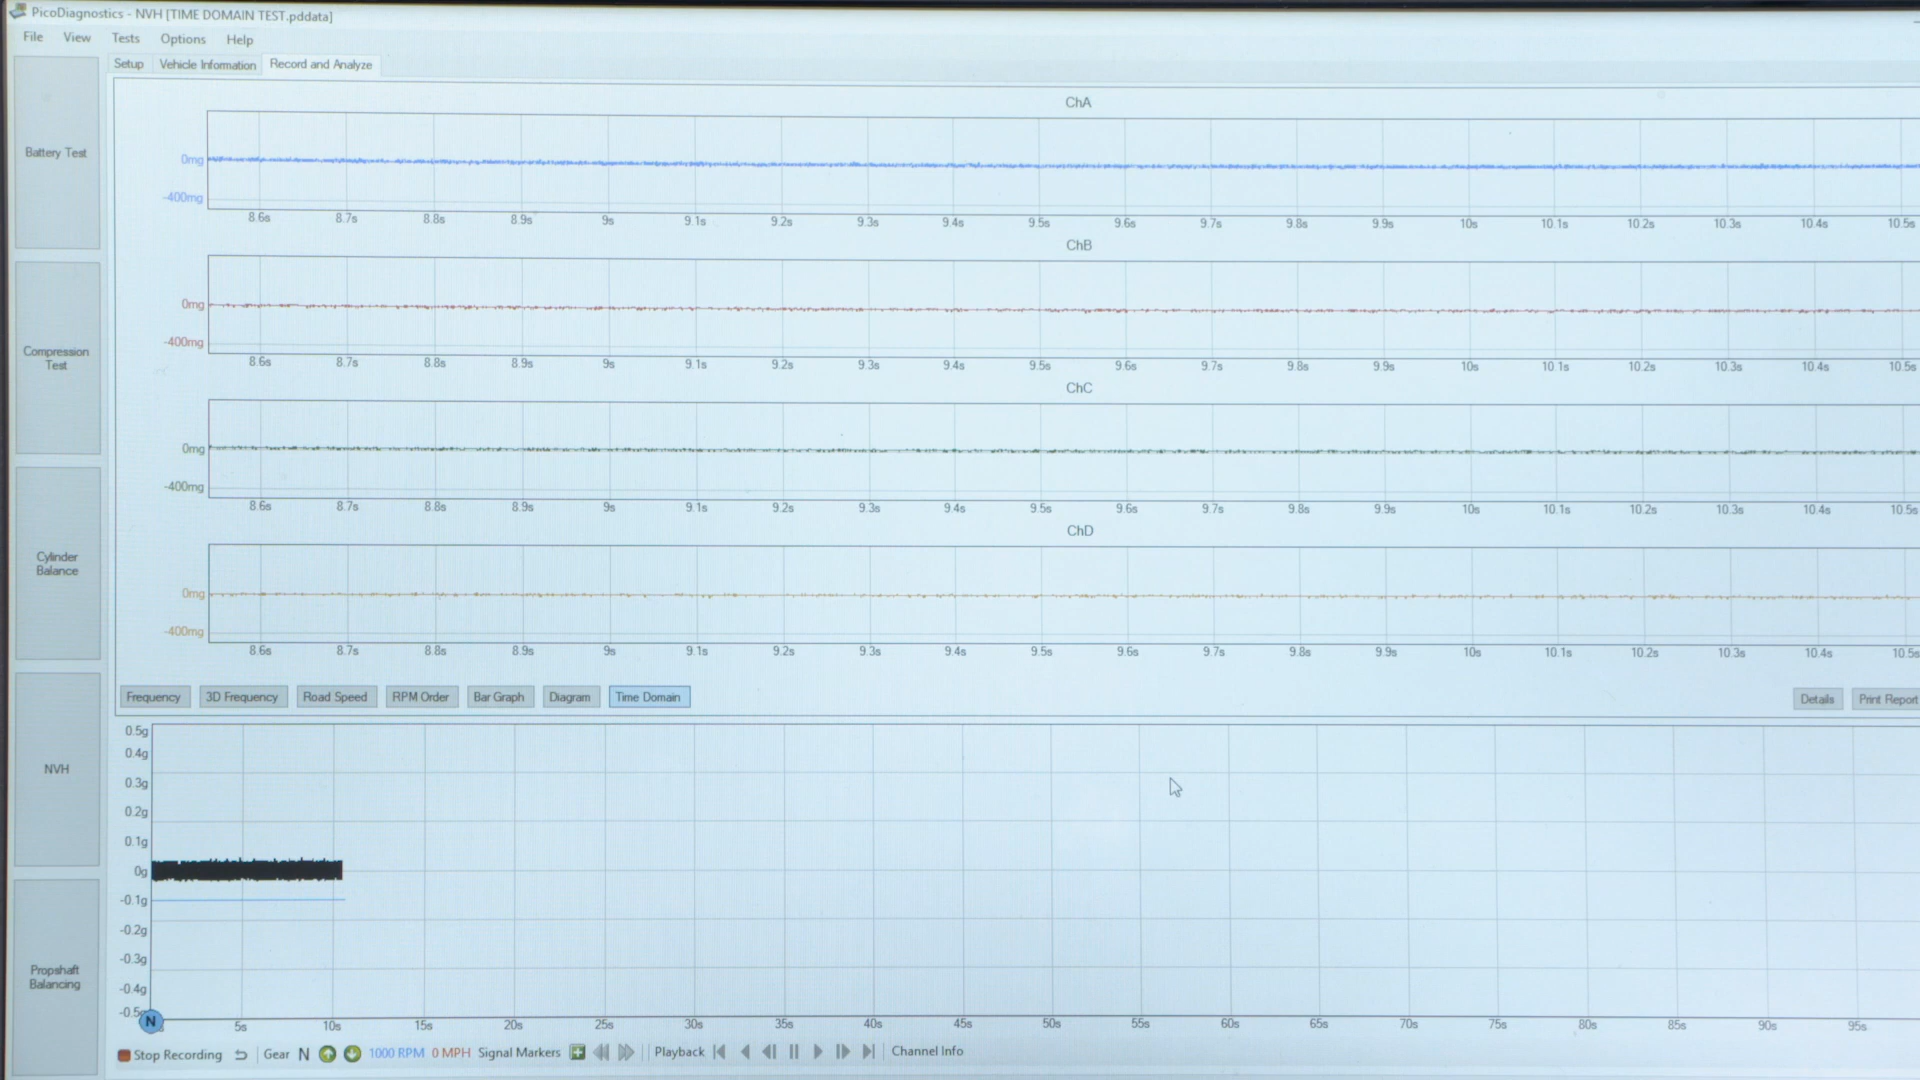 PicoDiagnostics - NVH [TIME DOMAIN TEST.pddata]
File View Tests Options Help
Setup Vehicle Information Record and Analyze
Battery Test
Compression
Test
Cylinder
Balance
NVH
Propshaft
Balancing
ChA
0mg
-400mg
8.6s 8.7s 8.8s 8.9s 9s 9.1s 9.2s 9.3s 9.4s 9.5s 9.6s 9.7s 9.8s 9.9s 10s 10.1s 10.2s 10.3s 10.4s 10.5s
ChB
0mg
-400mg
8.6s 8.7s 8.8s 8.9s 9s 9.1s 9.2s 9.3s 9.4s 9.5s 9.6s 9.7s 9.8s 9.9s 10s 10.1s 10.2s 10.3s 10.4s 10.5s
ChC
0mg
-400mg
8.6s 8.7s 8.8s 8.9s 9s 9.1s 9.2s 9.3s 9.4s 9.5s 9.6s 9.7s 9.8s 9.9s 10s 10.1s 10.2s 10.3s 10.4s 10.5s
ChD
0mg
-400mg
8.6s 8.7s 8.8s 8.9s 9s 9.1s 9.2s 9.3s 9.4s 9.5s 9.6s 9.7s 9.8s 9.9s 10s 10.1s 10.2s 10.3s 10.4s 10.5s
Frequency 3D Frequency Road Speed RPM Order Bar Graph Diagram Time Domain Details Print Report
0.5g
0.4g
0.3g
0.2g
0.1g
0g
-0.1g
-0.2g
-0.3g
-0.4g
-0.5g
N
5s 10s 15s 20s 25s 30s 35s 40s 45s 50s 55s 60s 65s 70s 75s 80s 85s 90s 95s
Stop Recording Gear N 1000 RPM 0 MPH Signal Markers Playback Channel Info